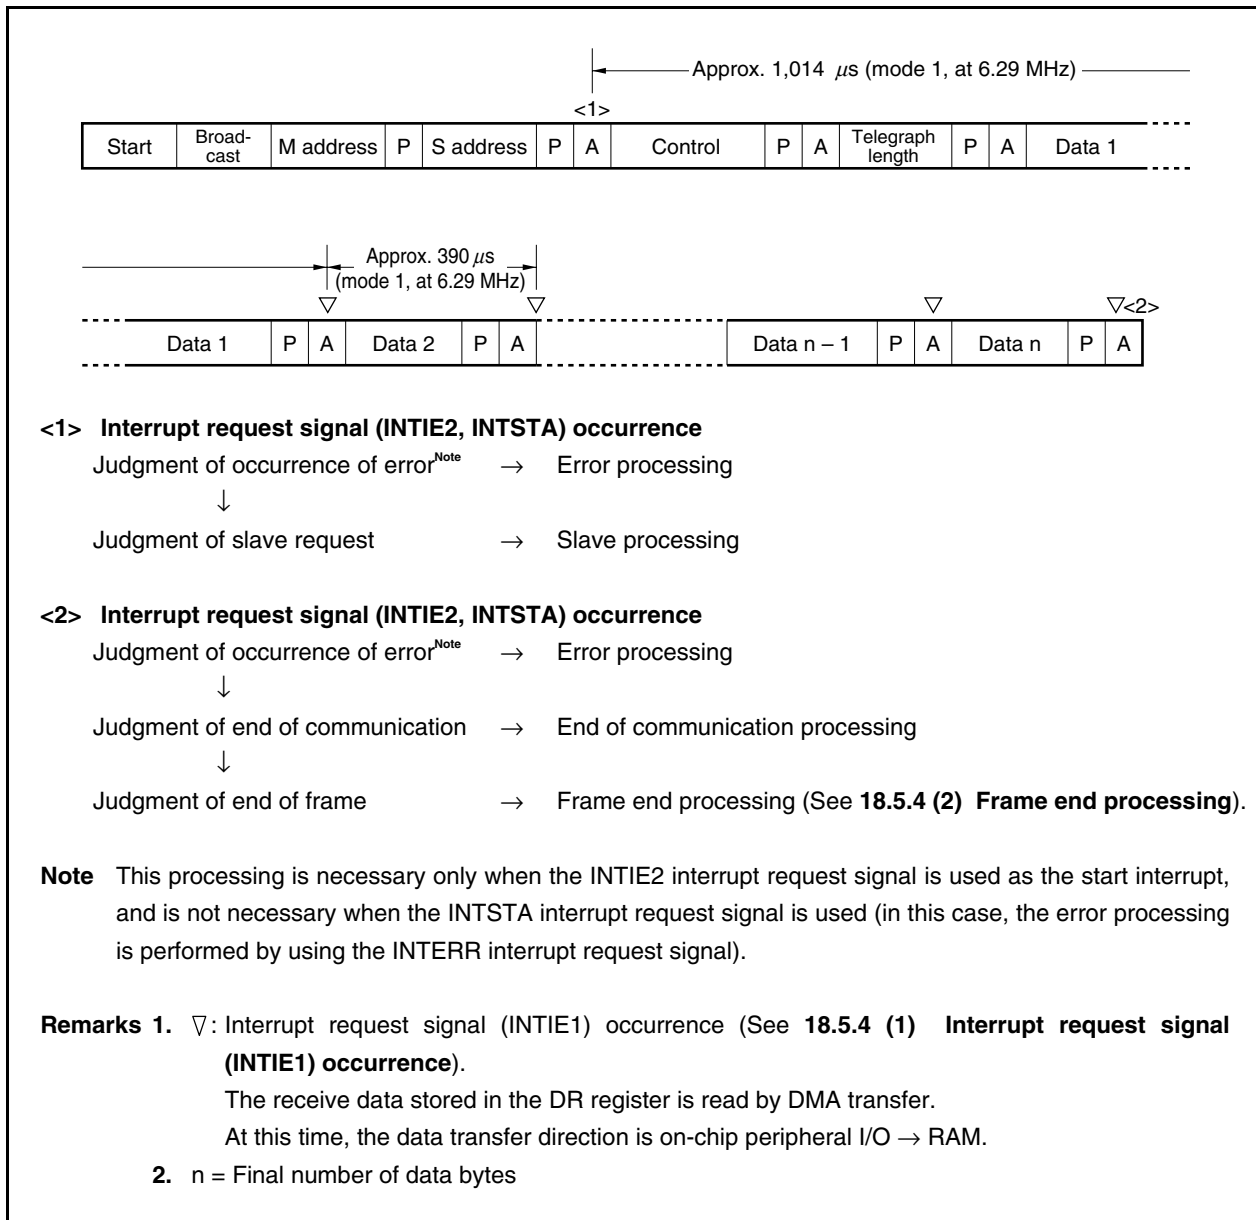 Approx. 1,014 μs (mode 1, at 6.29 MHz)
<1>
Start Broad-cast M address P S address P A Control P A Telegraph length P A Data 1
Approx. 390 μs
(mode 1, at 6.29 MHz)
▽ ▽ ▽ ▽<2>
Data 1 P A Data 2 P A Data n – 1 P A Data n P A
<1> Interrupt request signal (INTIE2, INTSTA) occurrence
Judgment of occurrence of error^Note → Error processing
↓
Judgment of slave request → Slave processing
<2> Interrupt request signal (INTIE2, INTSTA) occurrence
Judgment of occurrence of error^Note → Error processing
↓
Judgment of end of communication → End of communication processing
↓
Judgment of end of frame → Frame end processing (See 18.5.4 (2) Frame end processing).
Note This processing is necessary only when the INTIE2 interrupt request signal is used as the start interrupt,
and is not necessary when the INTSTA interrupt request signal is used (in this case, the error processing
is performed by using the INTERR interrupt request signal).
Remarks 1. ▽: Interrupt request signal (INTIE1) occurrence (See 18.5.4 (1) Interrupt request signal
(INTIE1) occurrence).
The receive data stored in the DR register is read by DMA transfer.
At this time, the data transfer direction is on-chip peripheral I/O → RAM.
2. n = Final number of data bytes